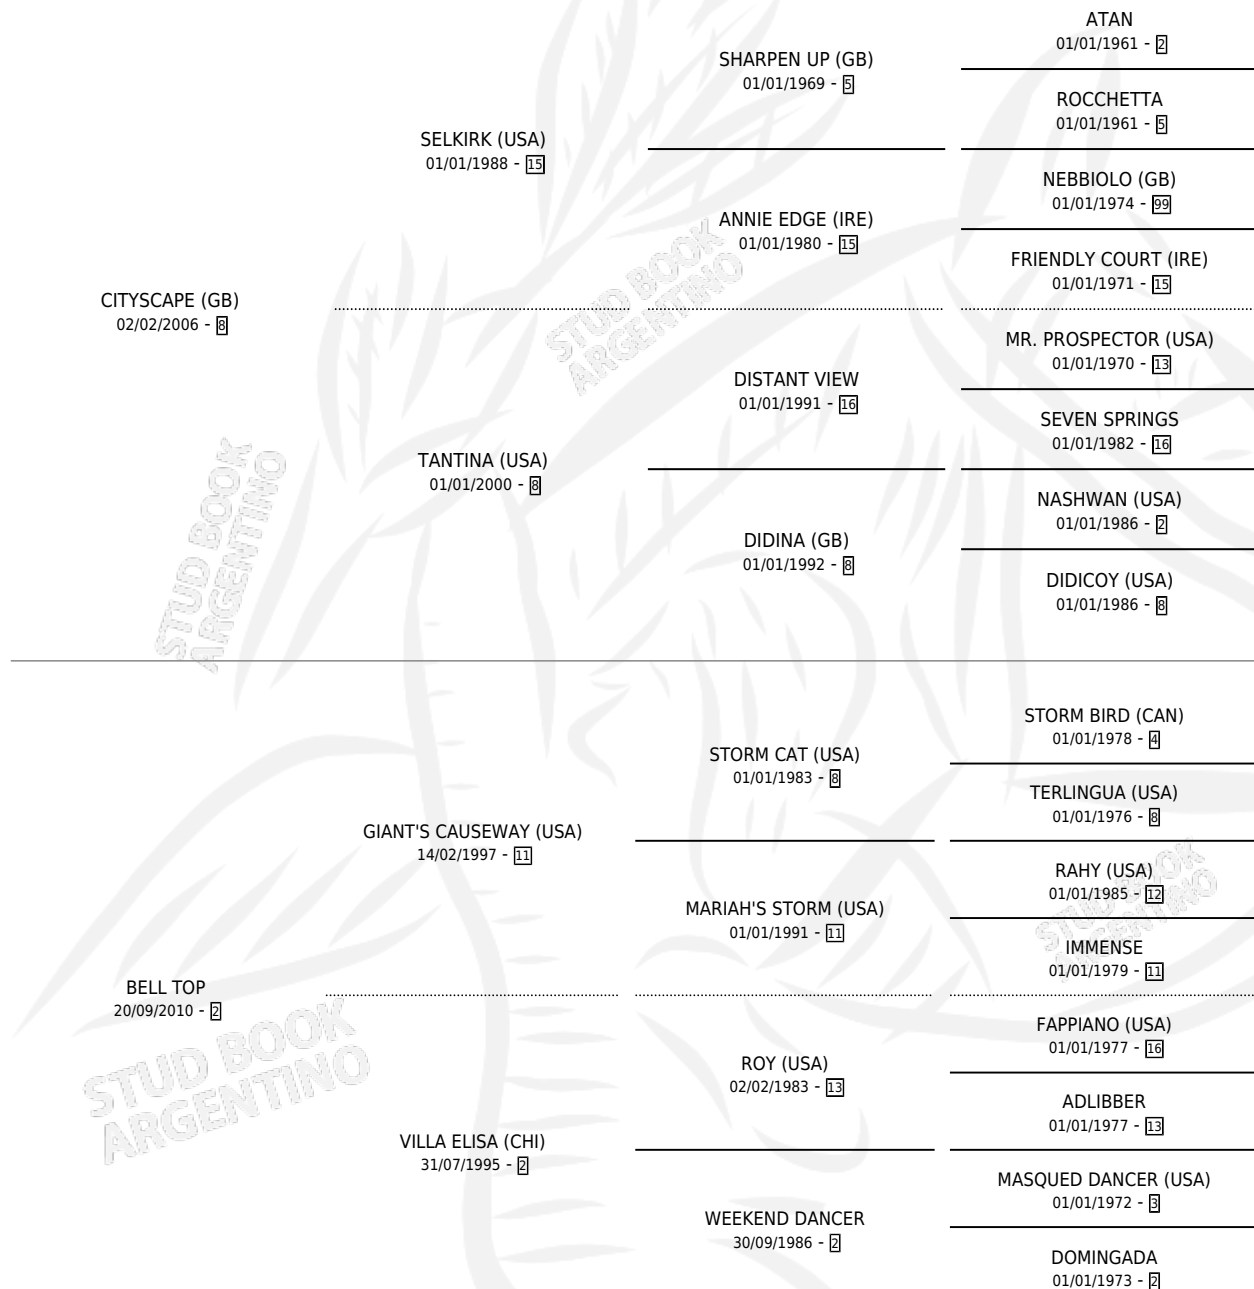 CITYSCAPE (GB)
02/02/2006 - 8
SELKIRK (USA)
01/01/1988 - 15
SHARPEN UP (GB)
01/01/1969 - 5
ATAN
01/01/1961 - 2
ROCCHETTA
01/01/1961 - 5
ANNIE EDGE (IRE)
01/01/1980 - 15
NEBBIOLO (GB)
01/01/1974 - 99
FRIENDLY COURT (IRE)
01/01/1971 - 15
TANTINA (USA)
01/01/2000 - 8
DISTANT VIEW
01/01/1991 - 16
MR. PROSPECTOR (USA)
01/01/1970 - 13
SEVEN SPRINGS
01/01/1982 - 16
DIDINA (GB)
01/01/1992 - 8
NASHWAN (USA)
01/01/1986 - 2
DIDICOY (USA)
01/01/1986 - 8
BELL TOP
20/09/2010 - 2
GIANT'S CAUSEWAY (USA)
14/02/1997 - 11
STORM CAT (USA)
01/01/1983 - 8
STORM BIRD (CAN)
01/01/1978 - 4
TERLINGUA (USA)
01/01/1976 - 8
MARIAH'S STORM (USA)
01/01/1991 - 11
RAHY (USA)
01/01/1985 - 12
IMMENSE
01/01/1979 - 11
VILLA ELISA (CHI)
31/07/1995 - 2
ROY (USA)
02/02/1983 - 13
FAPPIANO (USA)
01/01/1977 - 16
ADLIBBER
01/01/1977 - 13
WEEKEND DANCER
30/09/1986 - 2
MASQUED DANCER (USA)
01/01/1972 - 3
DOMINGADA
01/01/1973 - 2
STUD BOOK
ARGENTINO
STUD BOOK
ARGENTINO
STUD BOOK
ARGENTINO
STUD BOOK
ARGENTINO